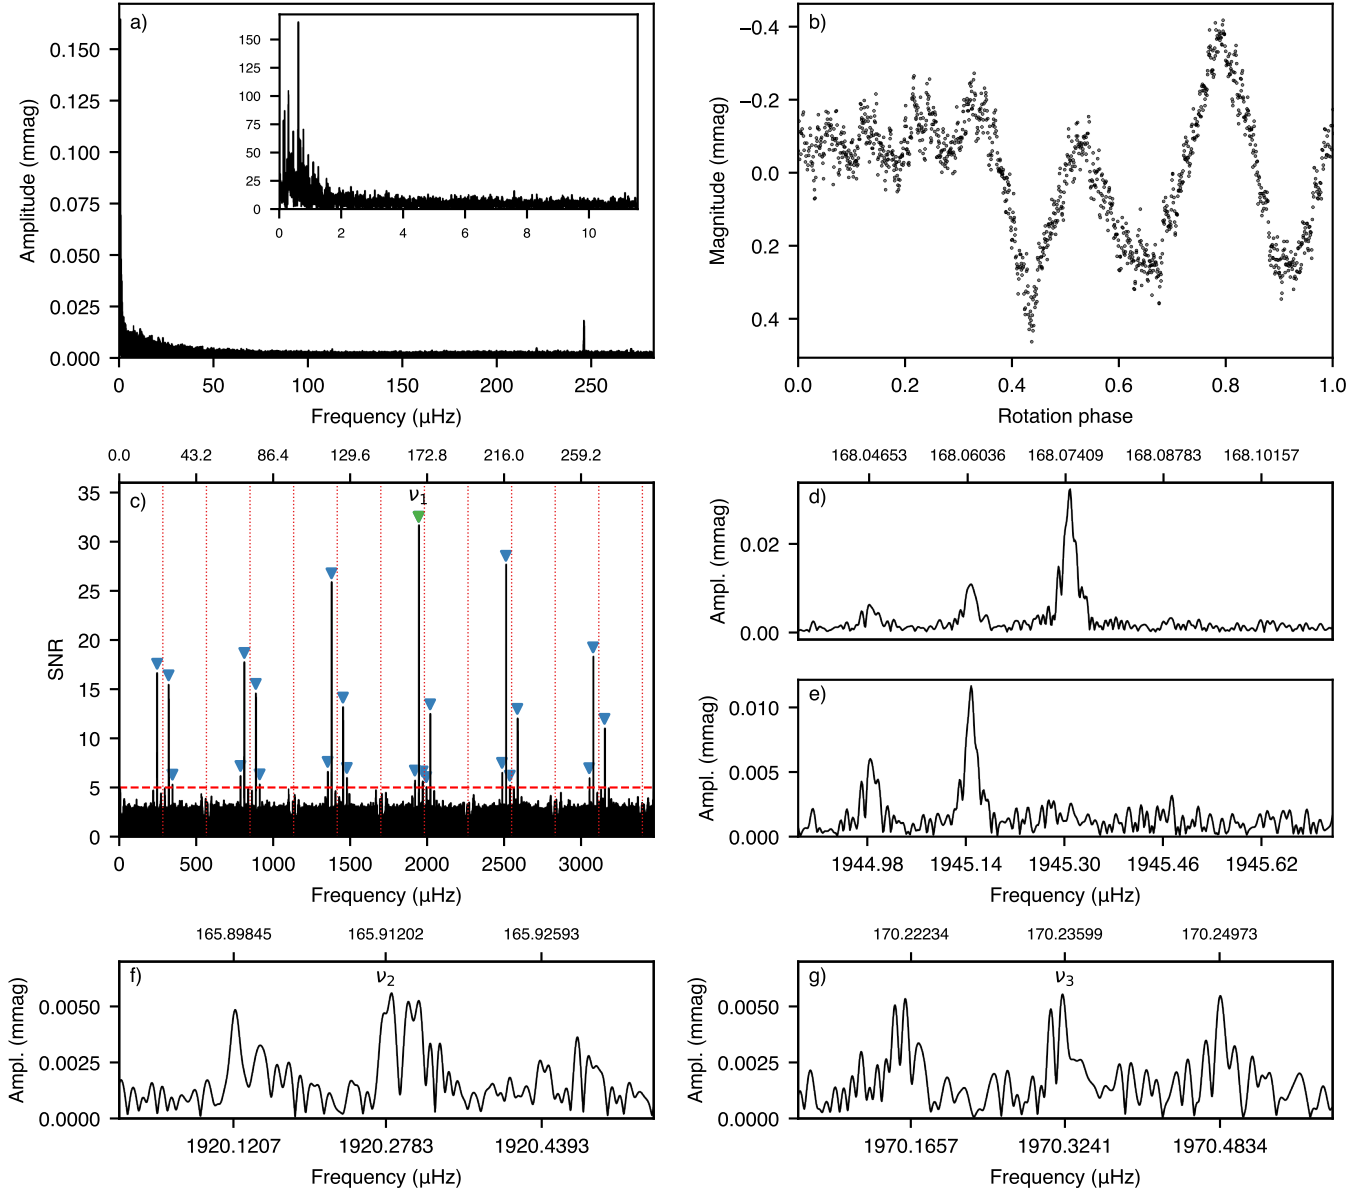 a)
0.150
0.125
0.100
0.075
0.050
0.025
0.000
Amplitude (mmag)
0 50 100 150 200 250
Frequency (μHz)
150
125
100
75
50
25
0
0 2 4 6 8 10
b)
−0.4
−0.2
0.0
0.2
0.4
Magnitude (mmag)
0.0 0.2 0.4 0.6 0.8 1.0
Rotation phase
0.0 43.2 86.4 129.6 172.8 216.0 259.2
c)
ν1
35
30
25
20
15
10
5
0
SNR
0 500 1000 1500 2000 2500 3000
Frequency (μHz)
168.04653 168.06036 168.07409 168.08783 168.10157
d)
0.02
0.00
Ampl. (mmag)
e)
0.010
0.005
0.000
Ampl. (mmag)
1944.98 1945.14 1945.30 1945.46 1945.62
Frequency (μHz)
165.89845 165.91202 165.92593
f)
ν2
0.0050
0.0025
0.0000
Ampl. (mmag)
1920.1207 1920.2783 1920.4393
Frequency (μHz)
170.22234 170.23599 170.24973
g)
ν3
0.0050
0.0025
0.0000
Ampl. (mmag)
1970.1657 1970.3241 1970.4834
Frequency (μHz)